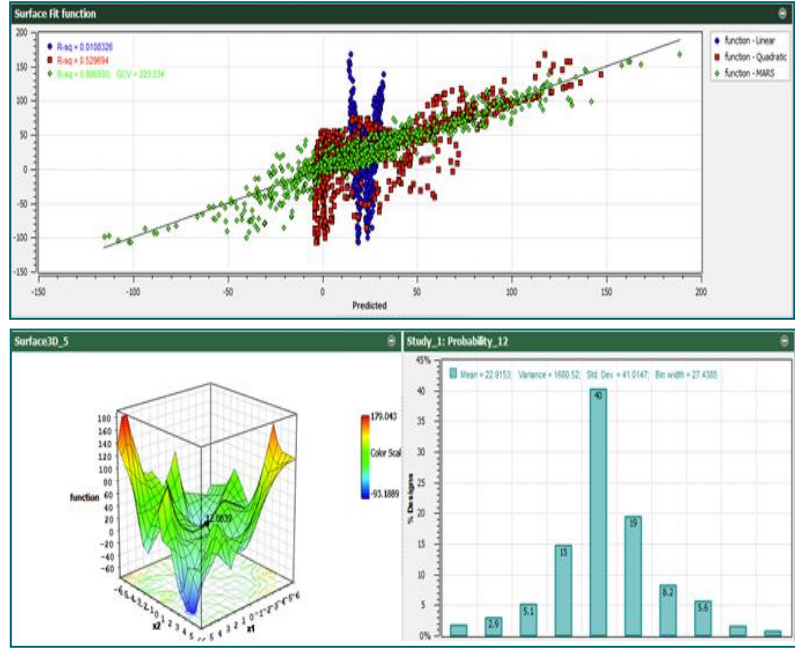 Surface Fit function
200
150
100
50
0
-50
-100
-150
R-sq = 0.0108326
R-sq = 0.529694
GCV = 223.234
function - Linear
function - Quadratic
function - MARS
-150 -100 -50 0 50 100 150 200
Predicted
Surface3D_5
180
160
140
120
100
80
60
40
20
0
-20
-40
-60
function
x2
x1
179.043
Color Scal
-93.1889
Study_1: Probability_12
Mean = 22.9153; Variance = 1680.52; Std. Dev. = 41.0147; Bin width = 27.4385
45%
40
35
30
25
20
15
10
5
0%
% Designs
2.9
5.1
15
40
19
8.2
5.6